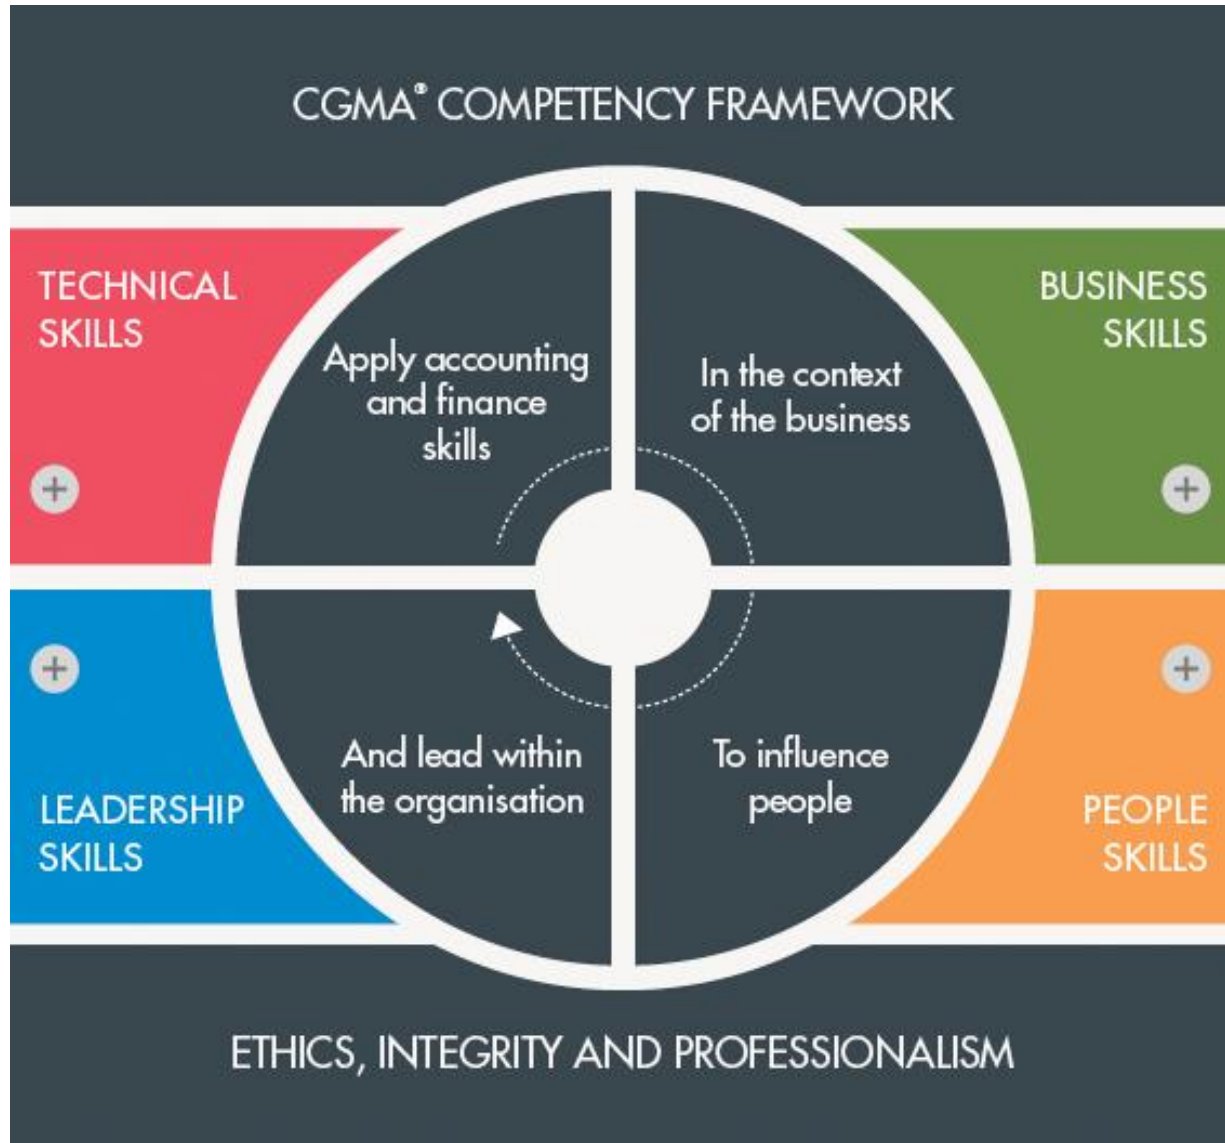 CGMA® COMPETENCY FRAMEWORK
TECHNICAL
SKILLS
Apply accounting
and finance
skills
In the context
of the business
BUSINESS
SKILLS
LEADERSHIP
SKILLS
And lead within
the organisation
To influence
people
PEOPLE
SKILLS
ETHICS, INTEGRITY AND PROFESSIONALISM